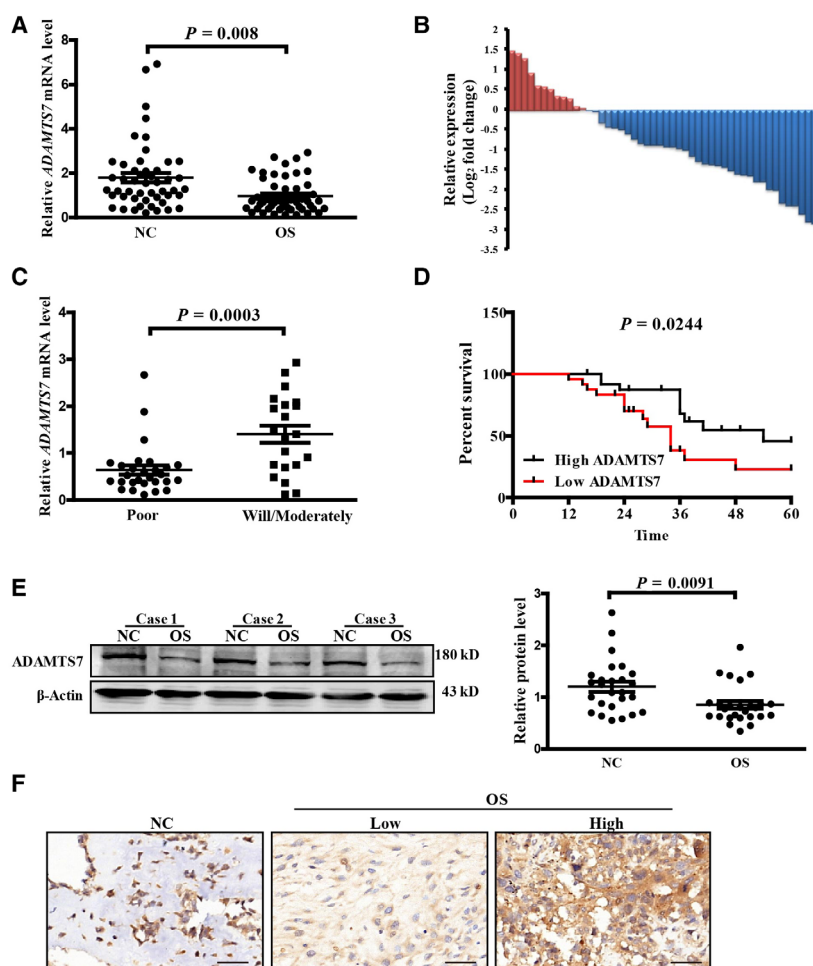 A
Relative ADAMTS7 mRNA level
P = 0.008
8
6
4
2
0
NC
OS
B
Relative expression
(Log2 fold change)
2
1.5
1
0.5
0
-0.5
-1
-1.5
-2
-2.5
-3
-3.5
C
Relative ADAMTS7 mRNA level
P = 0.0003
4
3
2
1
0
Poor
Will/Moderately
D
Percent survival
P = 0.0244
150
100
50
0
High ADAMTS7
Low ADAMTS7
0
12
24
36
48
60
Time
E
Case 1
Case 2
Case 3
NC
OS
NC
OS
NC
OS
ADAMTS7
180 kD
β-Actin
43 kD
Relative protein level
P = 0.0091
3
2
1
0
NC
OS
F
OS
NC
Low
High